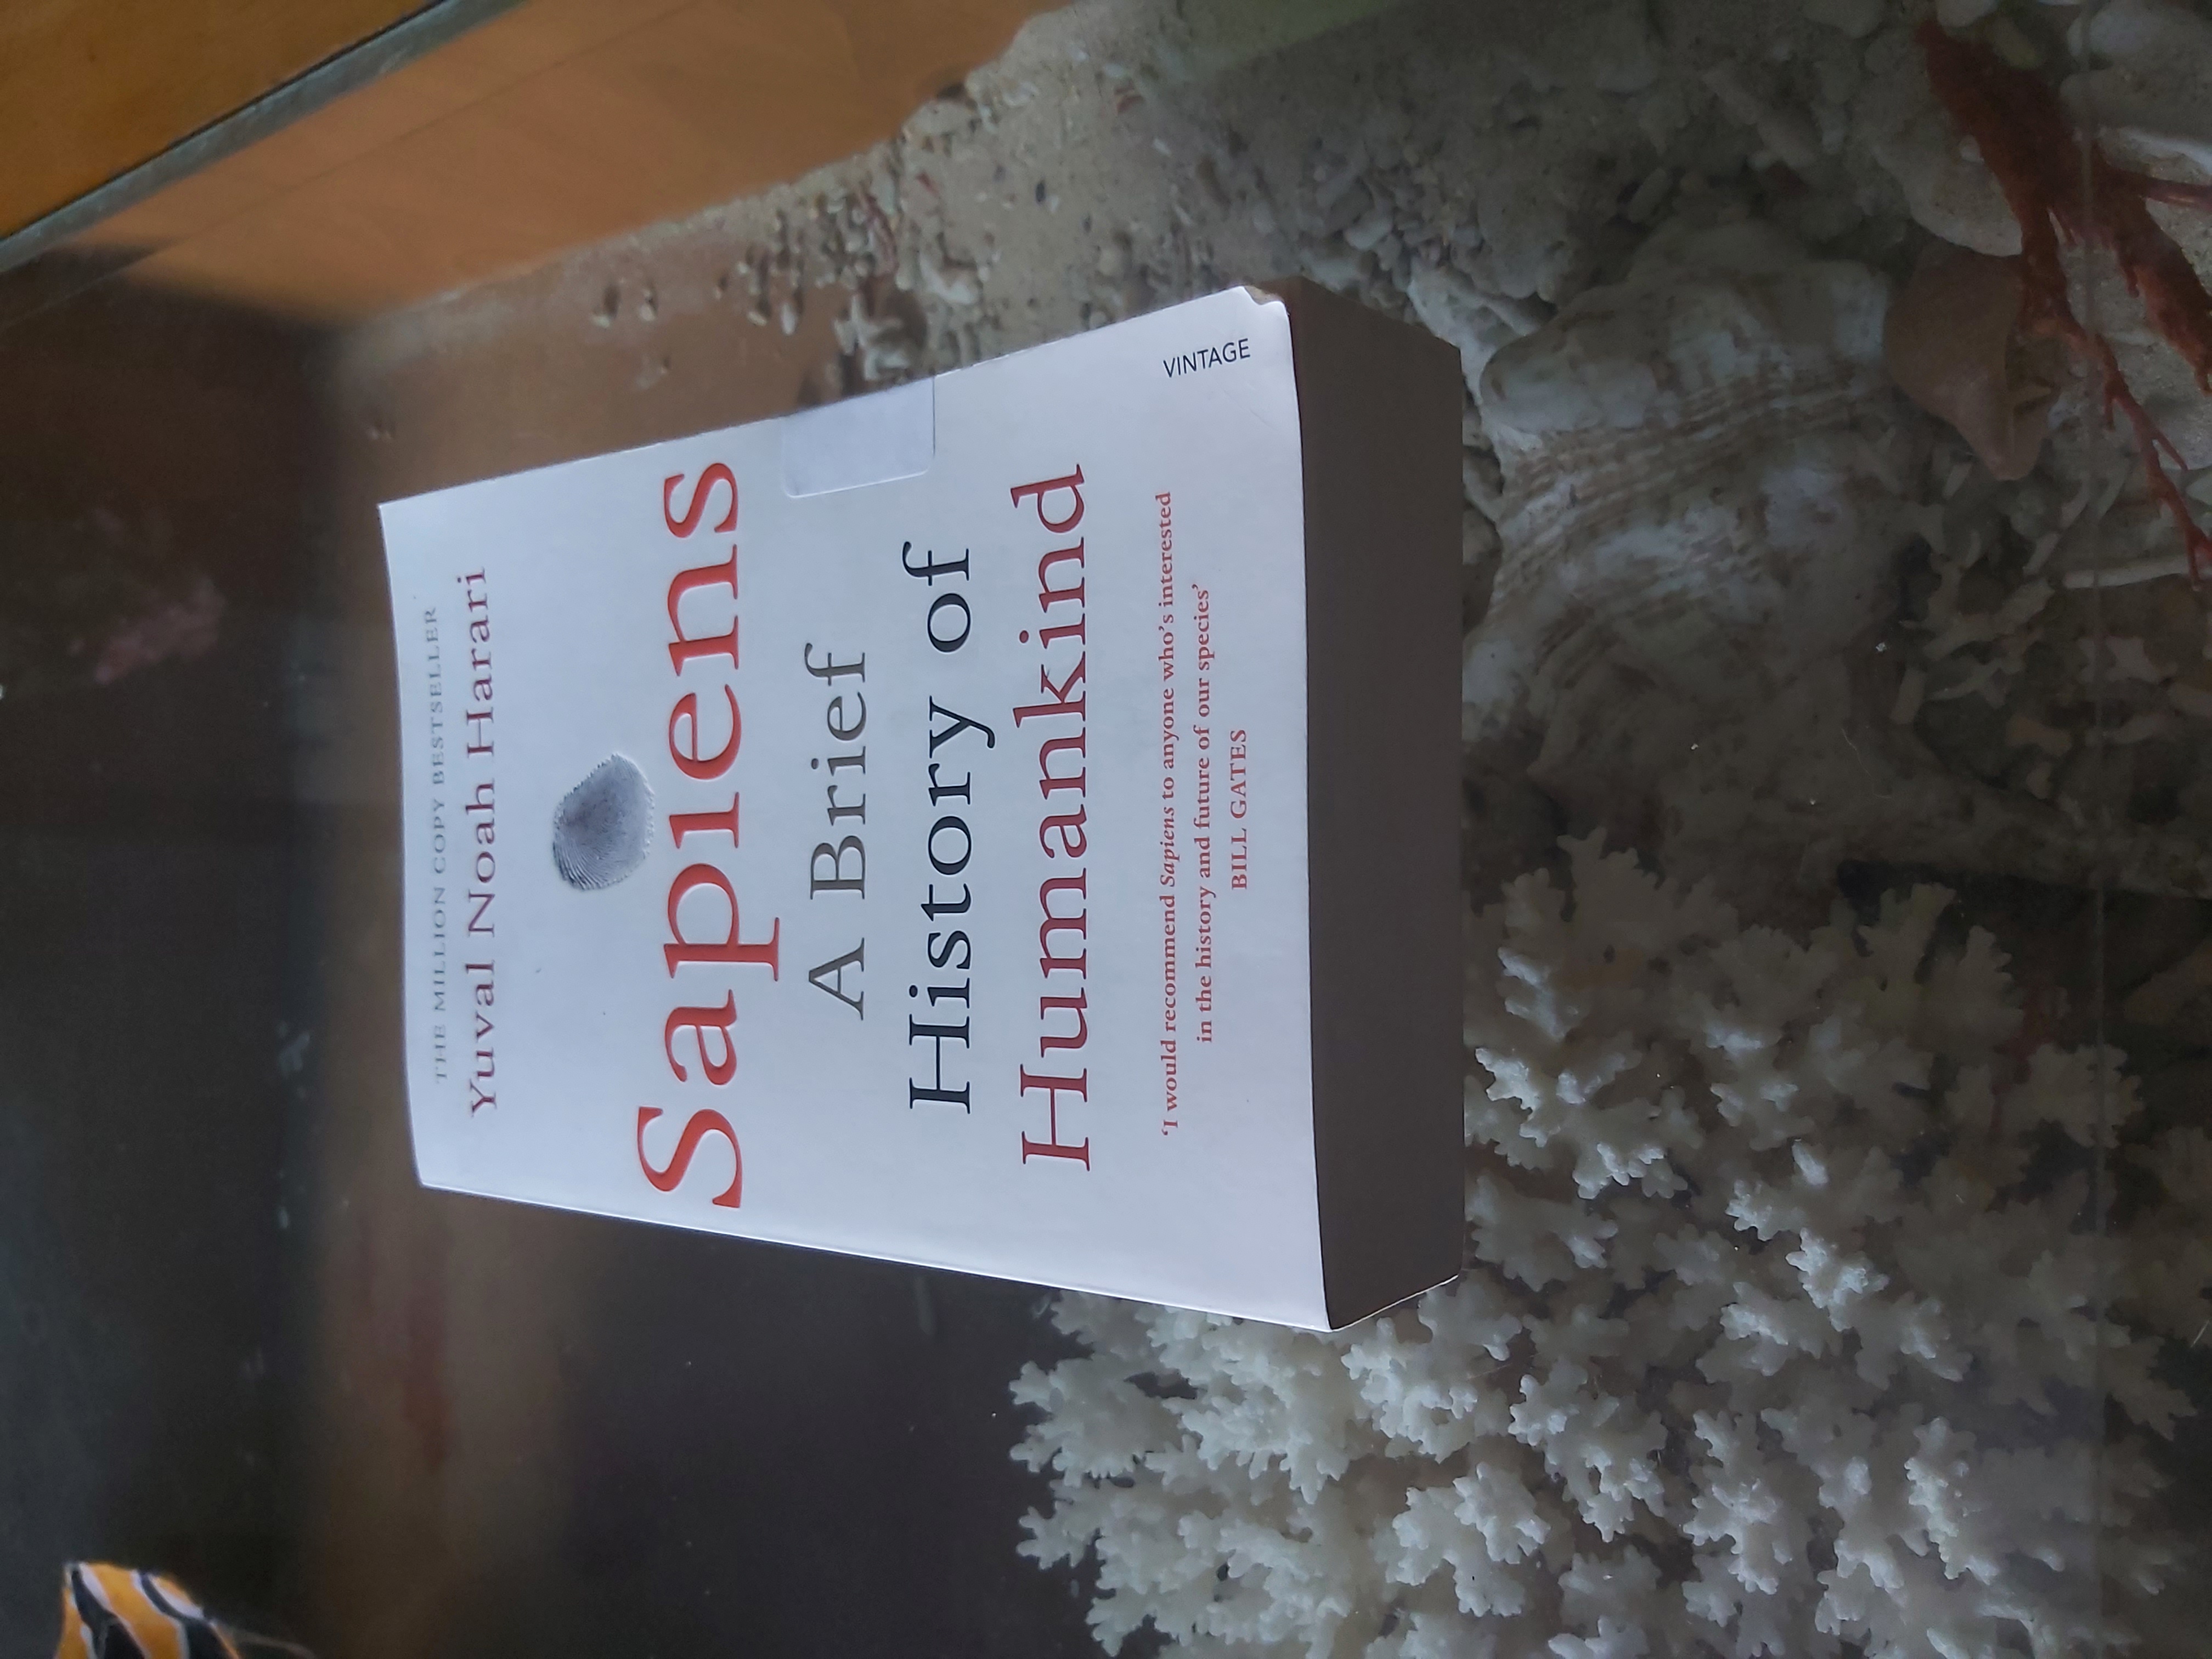 THE MILLION COPY BESTSELLER
Yuval Noah Harari
Sapiens
A Brief
History of
Humankind
‘I would recommend Sapiens to anyone who’s interested
in the history and future of our species’
BILL GATES
VINTAGE